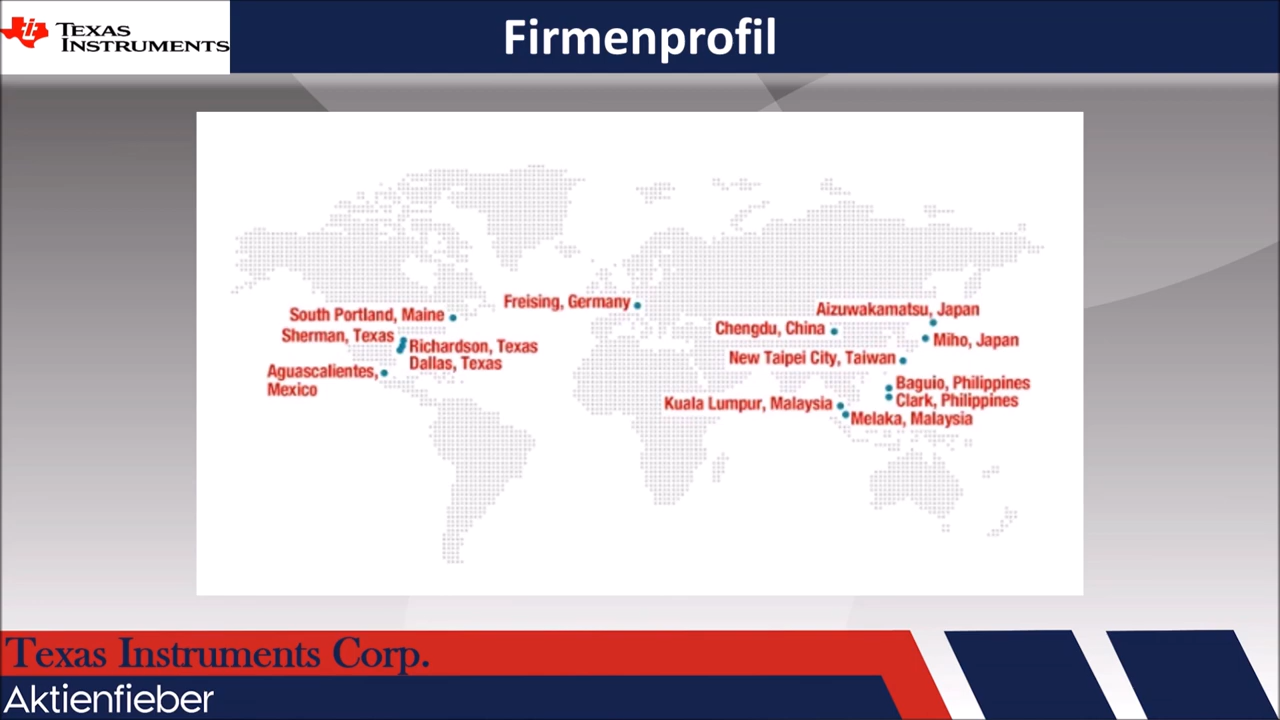 TEXAS
INSTRUMENTS
Firmenprofil
South Portland, Maine
Sherman, Texas
Richardson, Texas
Dallas, Texas
Aguascalientes,
Mexico
Freising, Germany
Aizuwakamatsu, Japan
Chengdu, China
Miho, Japan
New Taipei City, Taiwan
Baguio, Philippines
Clark, Philippines
Kuala Lumpur, Malaysia
Melaka, Malaysia
Texas Instruments Corp.
Aktienfieber